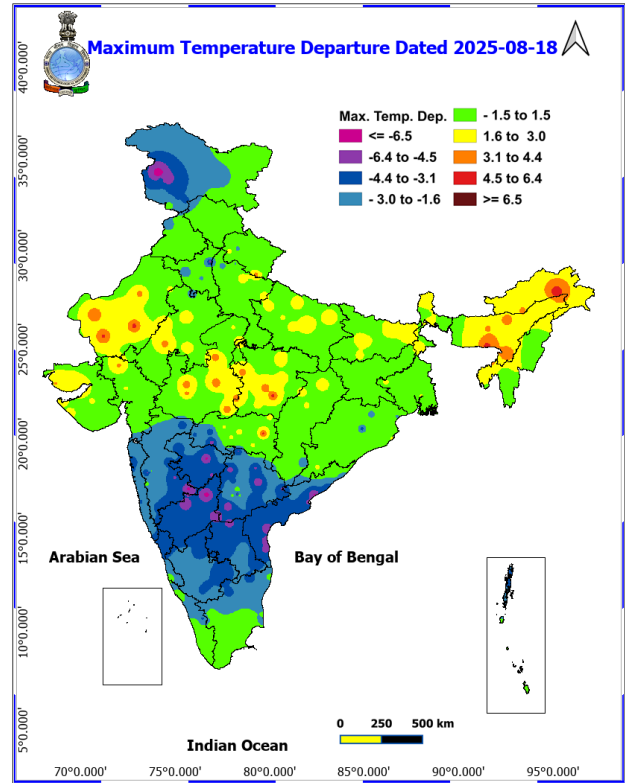 Maximum Temperature Departure Dated 2025-08-18
Max. Temp. Dep.
<= -6.5
-6.4 to -4.5
-4.4 to -3.1
- 3.0 to -1.6
- 1.5 to 1.5
1.6 to 3.0
3.1 to 4.4
4.5 to 6.4
>= 6.5
40°0.000'
35°0.000'
30°0.000'
25°0.000'
20°0.000'
15°0.000'
10°0.000'
5°0.000'
Arabian Sea
Bay of Bengal
0 250 500 km
Indian Ocean
70°0.000' 75°0.000' 80°0.000' 85°0.000' 90°0.000' 95°0.000'